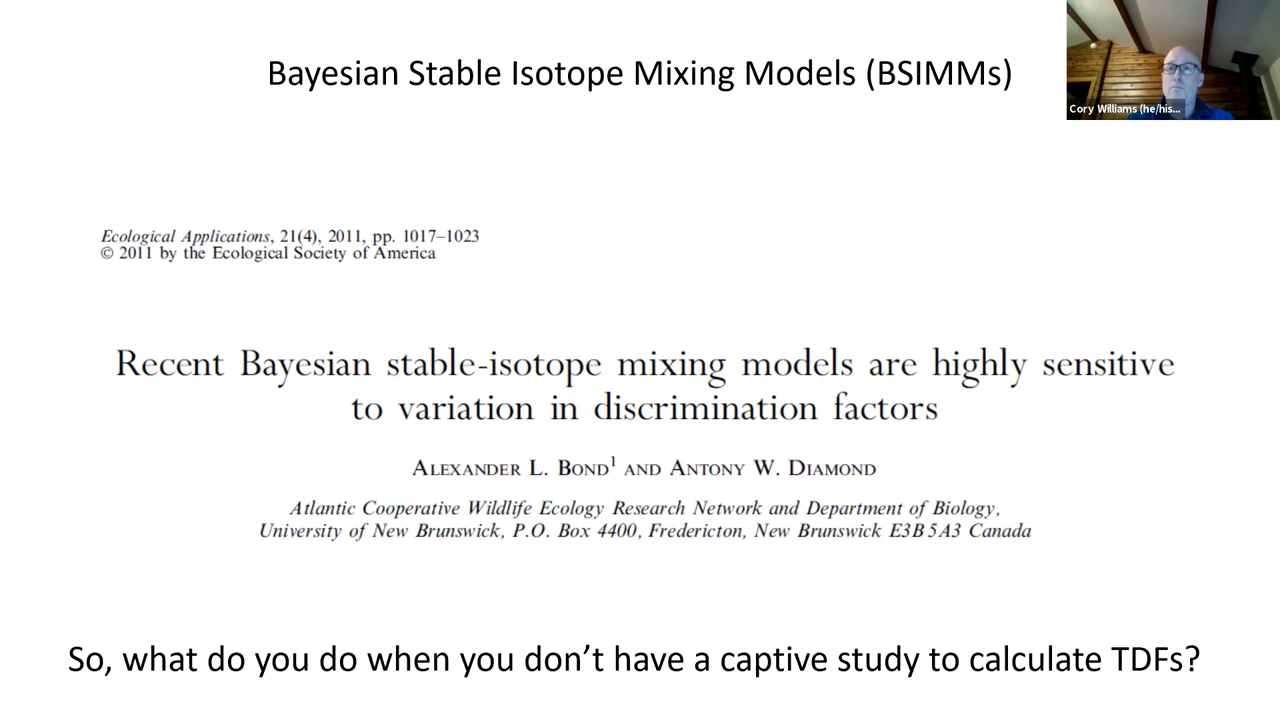 Bayesian Stable Isotope Mixing Models (BSIMMs)
Cory Williams (he/his...
Ecological Applications, 21(4), 2011, pp. 1017–1023
© 2011 by the Ecological Society of America
Recent Bayesian stable-isotope mixing models are highly sensitive
to variation in discrimination factors
Alexander L. Bond¹ and Antony W. Diamond
Atlantic Cooperative Wildlife Ecology Research Network and Department of Biology,
University of New Brunswick, P.O. Box 4400, Fredericton, New Brunswick E3B 5A3 Canada
So, what do you do when you don’t have a captive study to calculate TDFs?